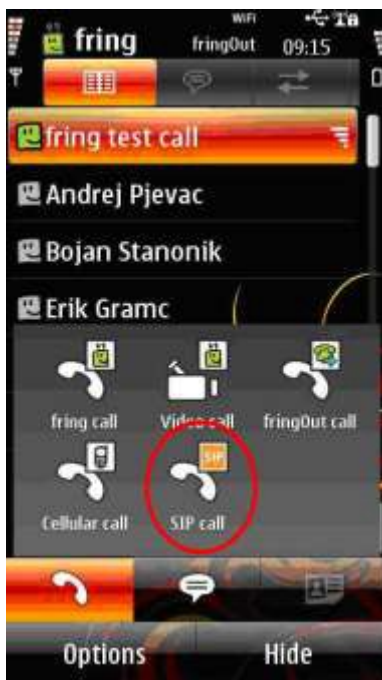 WiFi
fring fringOut 09:15
fring test call
Andrej Pjevac
Bojan Stanonik
Erik Gramc
fring call Video call fringOut call
SIP
Cellular call SIP call
Options Hide